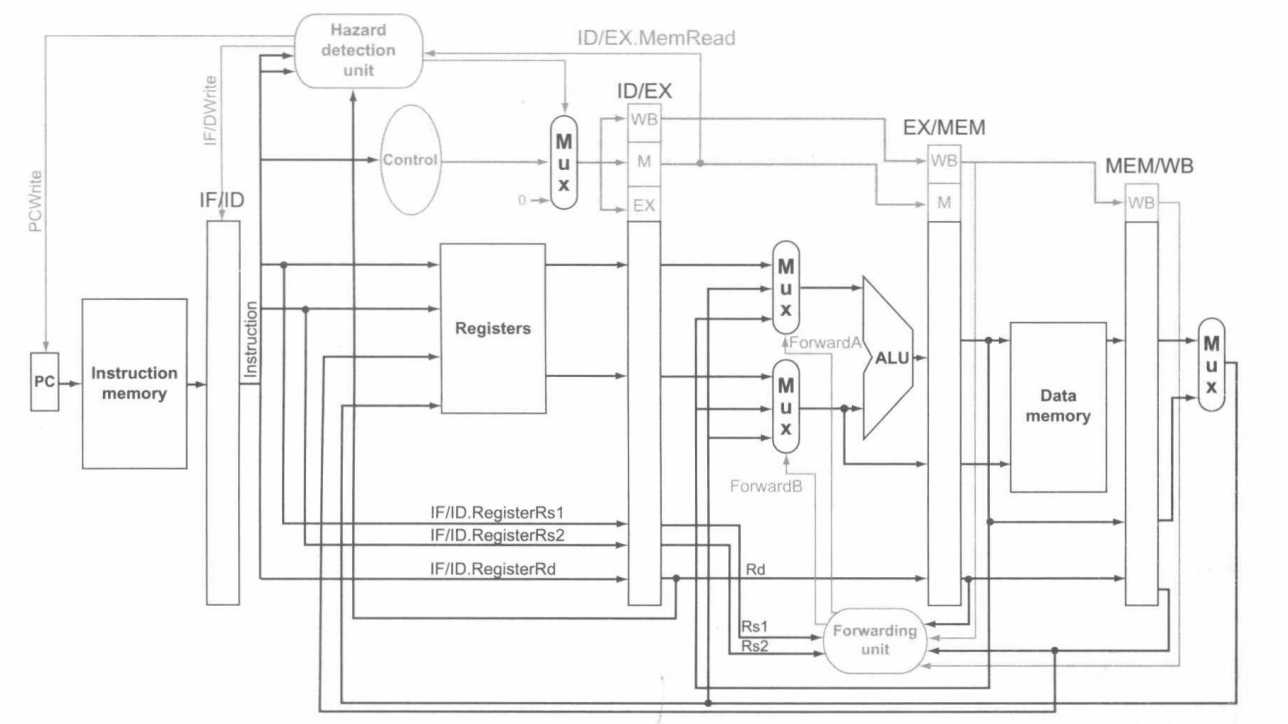 Hazard
detection
unit
ID/EX.MemRead
ID/EX
WB
M
EX
EX/MEM
WB
M
MEM/WB
WB
IF/DWrite
PCWrite
IF/ID
Control
Mux
0
Instruction
Registers
PC
Instruction
memory
Mux
ForwardA
Mux
ForwardB
ALU
Data
memory
Mux
IF/ID.RegisterRs1
IF/ID.RegisterRs2
IF/ID.RegisterRd
Rd
Rs1
Rs2
Forwarding
unit